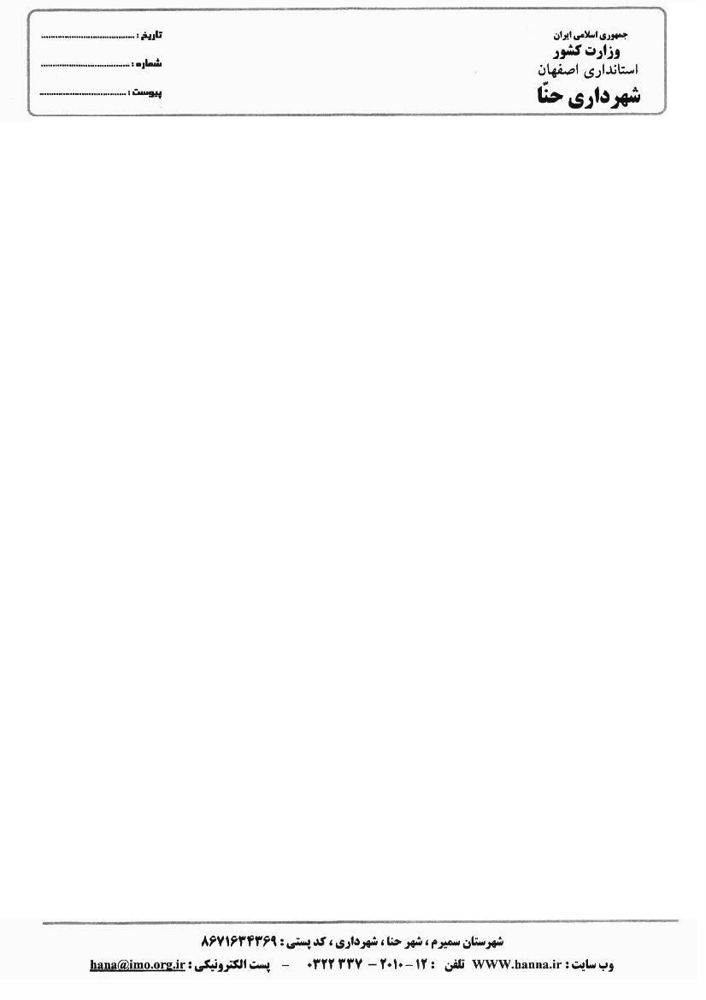 جمهوری اسلامی ایران
وزارت کشور
استانداری اصفهان
شهرداری حنّا
تاریخ : ....................................
شماره : ..................................
پیوست : .................................
شهرستان سمیرم ، شهر حنا ، شهرداری ، کد پستی : ۸۶۷۱۶۳۴۳۶۹
وب سایت : WWW.hanna.ir تلفن : ۱۲ – ۲۰۱۰ – ۳۳۷ ۰۳۲۲ – پست الکترونیکی : hana@imo.org.ir